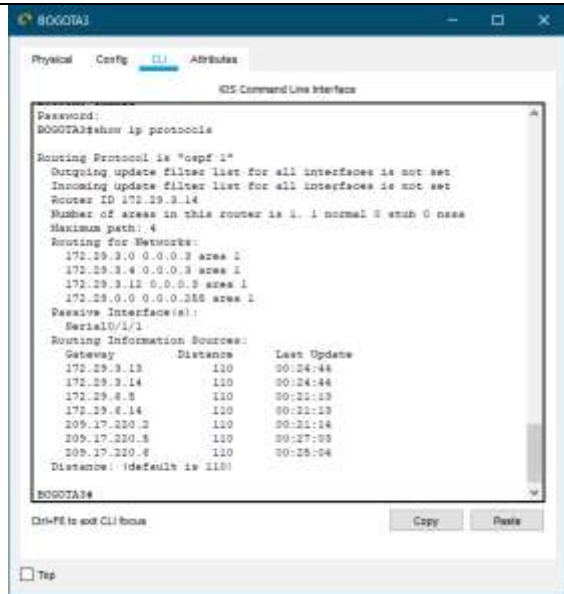 BOGOTA3
Physical Config CLI Attributes
IOS Command Line Interface
Password:
BOGOTA3#show ip protocols
Routing Protocol is "ospf 1"
Outgoing update filter list for all interfaces is not set
Incoming update filter list for all interfaces is not set
Router ID 172.29.3.14
Number of areas in this router is 1. 1 normal 0 stub 0 nssa
Maximum path: 4
Routing for Networks:
172.29.3.0 0.0.0.3 area 1
172.29.3.4 0.0.0.3 area 1
172.29.3.12 0.0.0.3 area 1
172.29.0.0 0.0.0.255 area 1
Passive Interface(s):
Serial0/1/1
Routing Information Sources:
Gateway Distance Last Update
172.29.3.13 110 00:24:44
172.29.3.14 110 00:24:44
172.29.6.5 110 00:21:13
172.29.6.14 110 00:21:13
209.17.220.2 110 00:21:14
209.17.220.5 110 00:27:05
209.17.220.6 110 00:25:04
Distance: (default is 110)
BOGOTA3#
Ctrl+F6 to exit CLI focus
Copy Paste
Top